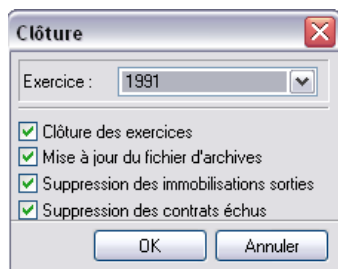 Clôture
Exercice : 1991
Clôture des exercices
Mise à jour du fichier d'archives
Suppression des immobilisations sorties
Suppression des contrats échus
OK Annuler